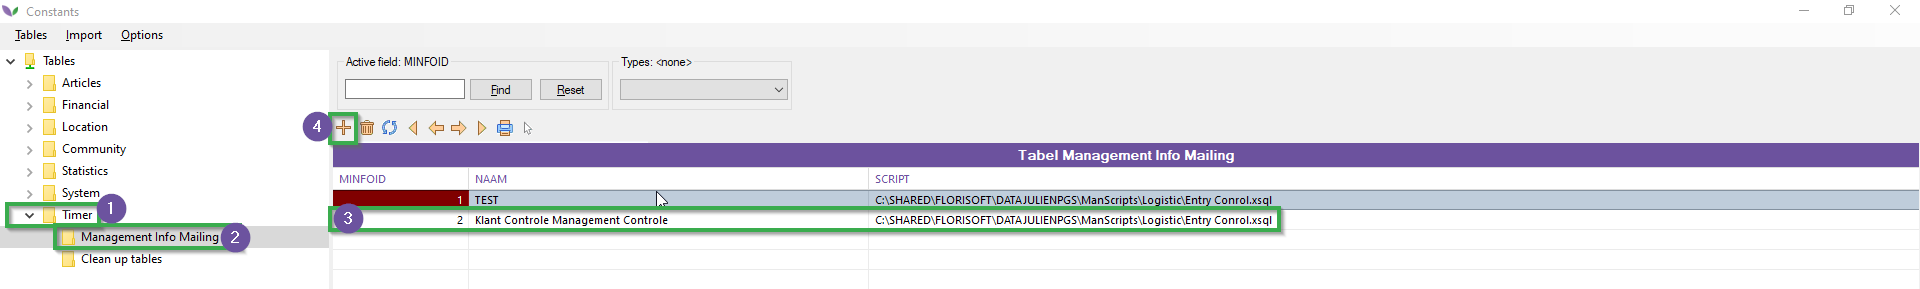 Constants
Tables Import Options
Tables
Articles
Financial
Location
Community
Statistics
System
Timer
1
Management Info Mailing
2
Clean up tables
Active field: MINFOID
Find
Reset
Types: <none>
4
Tabel Management Info Mailing
MINFOID NAAM SCRIPT
1 TEST C:\SHARED\FLORISOFT\DATAJULIENPGS\ManScripts\Logistic\Entry Conrol.xsql
3
2 Klant Controle Management Controle C:\SHARED\FLORISOFT\DATAJULIENPGS\ManScripts\Logistic\Entry Conrol.xsql